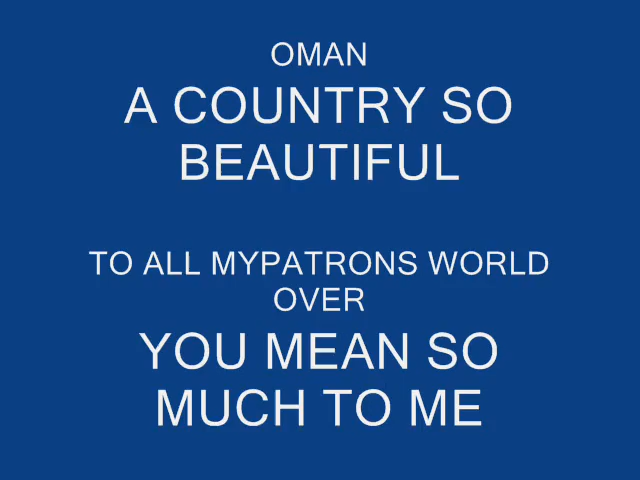 OMAN
A COUNTRY SO
BEAUTIFUL
TO ALL MYPATRONS WORLD
OVER
YOU MEAN SO
MUCH TO ME